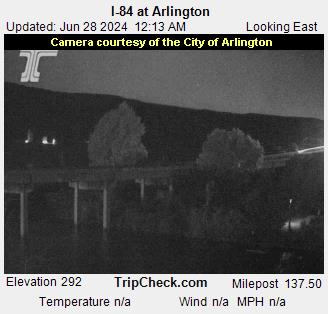 I-84 at Arlington
Updated: Jun 28 2024 12:13 AM Looking East
Camera courtesy of the City of Arlington
Elevation 292 TripCheck.com Milepost 137.50
Temperature n/a Wind n/a MPH n/a